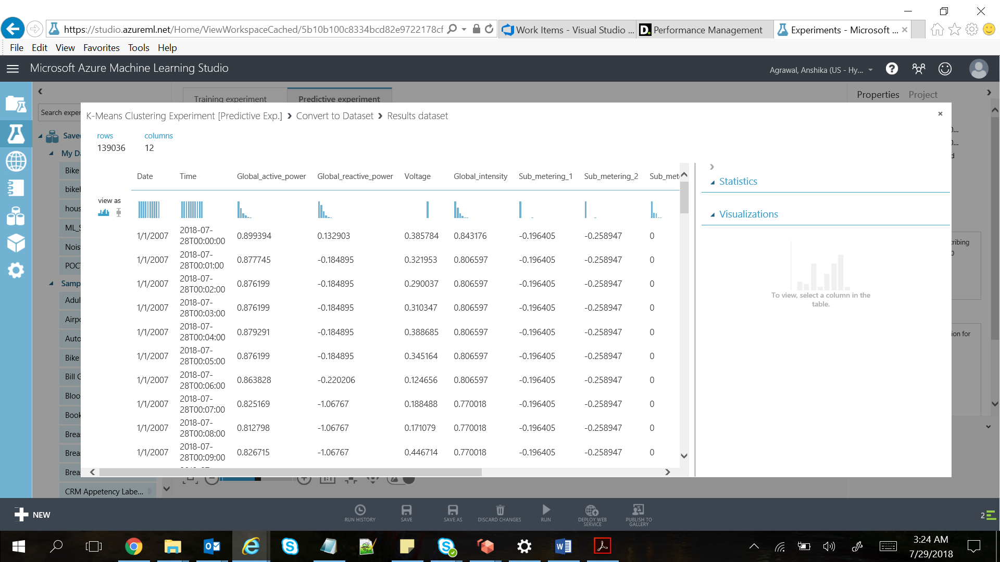 https://studio.azureml.net/Home/ViewWorkspaceCached/5b10b100c8334bcd82e9722178cf
Work Items - Visual Studio ...
D. Performance Management
Experiments - Microsoft ...
File Edit View Favorites Tools Help
Microsoft Azure Machine Learning Studio
Agrawal, Anshika (US - Hy...
Training experiment
Predictive experiment
Properties Project
Search exper
K-Means Clustering Experiment [Predictive Exp.] > Convert to Dataset > Results dataset
rows columns
139036 12
Save
My Da
Bike
bikel
hous
ML_S
Nois
POC
Samp
Adul
Airpo
Auto
Bike
Bill G
Bloo
Book
Breas
Breas
Breas
CRM Appetency Labe...
Date Time Global_active_power Global_reactive_power Voltage Global_intensity Sub_metering_1 Sub_metering_2 Sub_mete
view as
1/1/2007 2018-07-28T00:00:00 0.899394 0.132903 0.385784 0.843176 -0.196405 -0.258947 0
1/1/2007 2018-07-28T00:01:00 0.877745 -0.184895 0.321953 0.806597 -0.196405 -0.258947 0
1/1/2007 2018-07-28T00:02:00 0.876199 -0.184895 0.290037 0.806597 -0.196405 -0.258947 0
1/1/2007 2018-07-28T00:03:00 0.876199 -0.184895 0.310347 0.806597 -0.196405 -0.258947 0
1/1/2007 2018-07-28T00:04:00 0.879291 -0.184895 0.388685 0.806597 -0.196405 -0.258947 0
1/1/2007 2018-07-28T00:05:00 0.876199 -0.184895 0.345164 0.806597 -0.196405 -0.258947 0
1/1/2007 2018-07-28T00:06:00 0.863828 -0.220206 0.124656 0.806597 -0.196405 -0.258947 0
1/1/2007 2018-07-28T00:07:00 0.825169 -1.06767 0.188488 0.770018 -0.196405 -0.258947 0
1/1/2007 2018-07-28T00:08:00 0.812798 -1.06767 0.171079 0.770018 -0.196405 -0.258947 0
1/1/2007 2018-07-28T00:09:00 0.826715 -1.06767 0.446714 0.770018 -0.196405 -0.258947 0
Statistics
Visualizations
To view, select a column in the
table.
0...
0...
d
cribing
0
ion for
1:1
NEW
RUN HISTORY
SAVE
SAVE AS
DISCARD CHANGES
RUN
DEPLOY WEB
SERVICE
PUBLISH TO
GALLERY
2
3:24 AM
7/29/2018